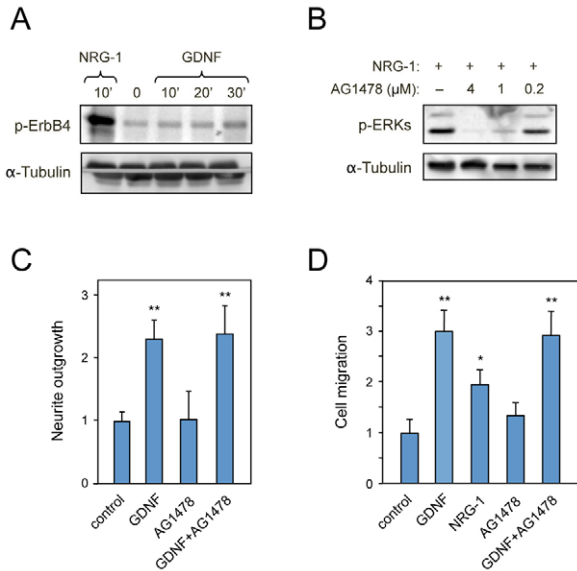 A
NRG-1 GDNF
10' 0 10' 20' 30'
p-ErbB4
α-Tubulin
B
NRG-1: + + + +
AG1478 (μM): – 4 1 0.2
p-ERKs
α-Tubulin
C
Neurite outgrowth
3
2
1
0
** **
control GDNF AG1478 GDNF+AG1478
D
Cell migration
4
3
2
1
0
** * **
control GDNF NRG-1 AG1478 GDNF+AG1478